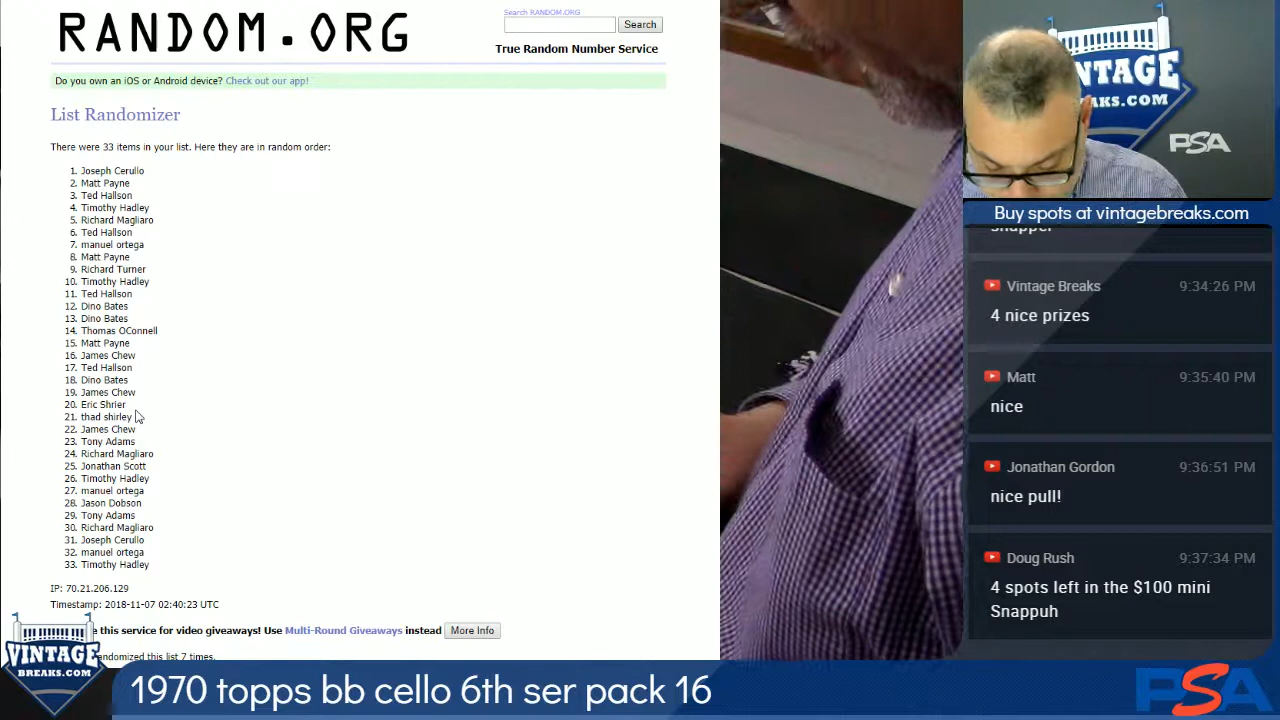 RANDOM.ORG
Search RANDOM.ORG
Search
True Random Number Service
Do you own an iOS or Android device? Check out our app!
List Randomizer
There were 33 items in your list. Here they are in random order:
1. Joseph Cerullo
2. Matt Payne
3. Ted Hallson
4. Timothy Hadley
5. Richard Magliaro
6. Ted Hallson
7. manuel ortega
8. Matt Payne
9. Richard Turner
10. Timothy Hadley
11. Ted Hallson
12. Dino Bates
13. Dino Bates
14. Thomas OConnell
15. Matt Payne
16. James Chew
17. Ted Hallson
18. Dino Bates
19. James Chew
20. Eric Shrier
21. thad shirley
22. James Chew
23. Tony Adams
24. Richard Magliaro
25. Jonathan Scott
26. Timothy Hadley
27. manuel ortega
28. Jason Dobson
29. Tony Adams
30. Richard Magliaro
31. Joseph Cerullo
32. manuel ortega
33. Timothy Hadley
IP: 70.21.206.129
Timestamp: 2018-11-07 02:40:23 UTC
this service for video giveaways! Use Multi-Round Giveaways instead More Info
this list 7 times.
VINTAGE
BREAKS.COM
1970 topps bb cello 6th ser pack 16
PSA
NTAGE
AKS.COM
PSA
Buy spots at vintagebreaks.com
snapper
Vintage Breaks 9:34:26 PM
4 nice prizes
Matt 9:35:40 PM
nice
Jonathan Gordon 9:36:51 PM
nice pull!
Doug Rush 9:37:34 PM
4 spots left in the $100 mini
Snappuh